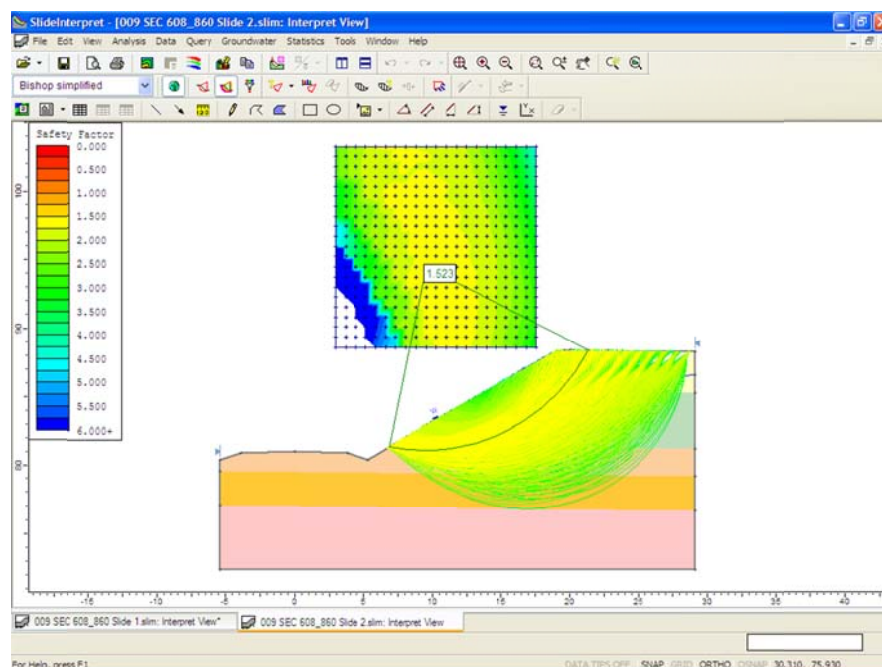 SlideInterpret - [009 SEC 608_860 Slide 2.slim: Interpret View]
File Edit View Analysis Data Query Groundwater Statistics Tools Window Help
Bishop simplified
Safety Factor
0.000
0.500
1.000
1.500
2.000
2.500
3.000
3.500
4.000
4.500
5.000
5.500
6.000+
100
90
80
1.523
-15 -10 -5 0 5 10 15 20 25 30 35 40
009 SEC 608_860 Slide 1.slim: Interpret View* 009 SEC 608_860 Slide 2.slim: Interpret View
For Help, press F1 DATA TIPS OFF SNAP GRID ORTHO OSNAP 30.310, 75.930